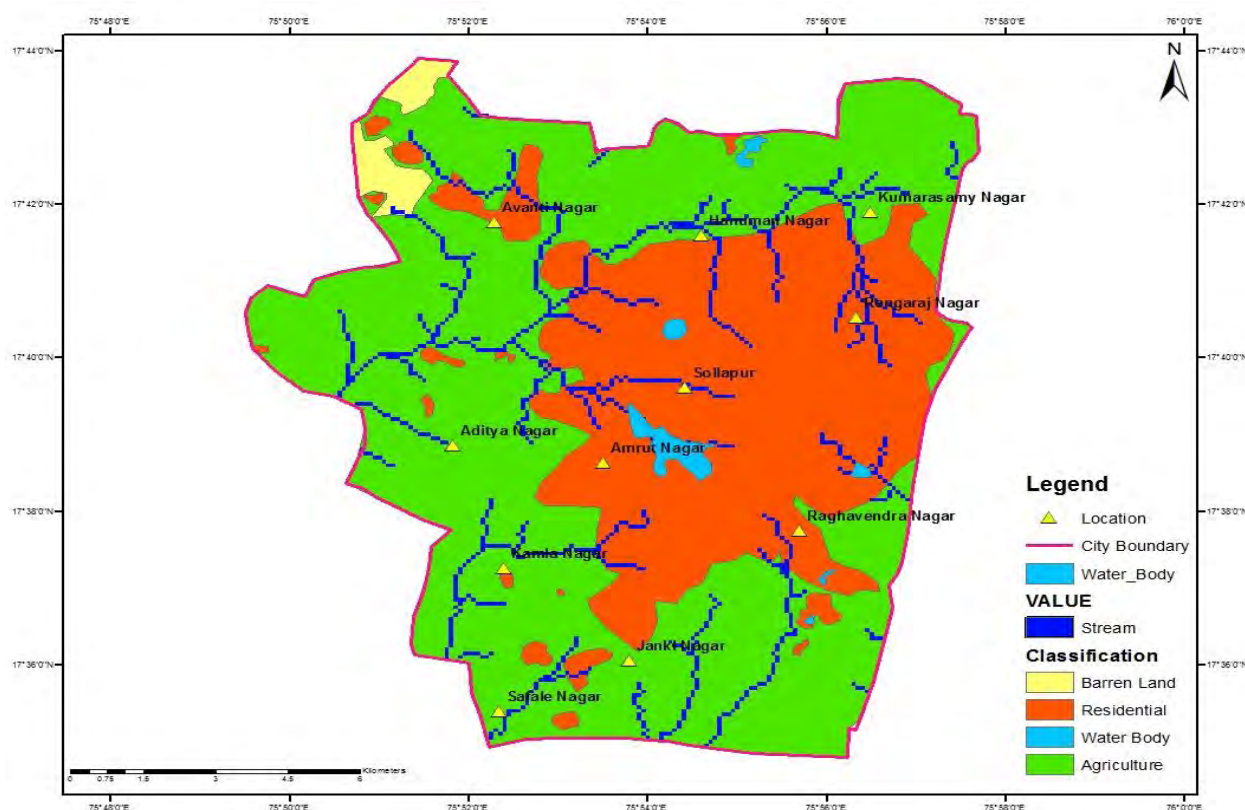 75°48'0"E 75°50'0"E 75°52'0"E 75°54'0"E 75°56'0"E 75°58'0"E 76°0'0"E
17°44'0"N 17°44'0"N
N
17°42'0"N 17°42'0"N
Kumarasamy Nagar
Avanti Nagar
Hanuman Nagar
Rangaraj Nagar
17°40'0"N 17°40'0"N
Sollapur
Aditya Nagar
Amrut Nagar
17°38'0"N 17°38'0"N
Raghavendra Nagar
Kamla Nagar
17°36'0"N 17°36'0"N
Janki Nagar
Safale Nagar
Legend
Location
City Boundary
Water_Body
VALUE
Stream
Classification
Barren Land
Residential
Water Body
Agriculture
Kilometers
0 0.75 1.5 3 4.5 6
75°48'0"E 75°50'0"E 75°52'0"E 75°54'0"E 75°56'0"E 75°58'0"E 76°0'0"E